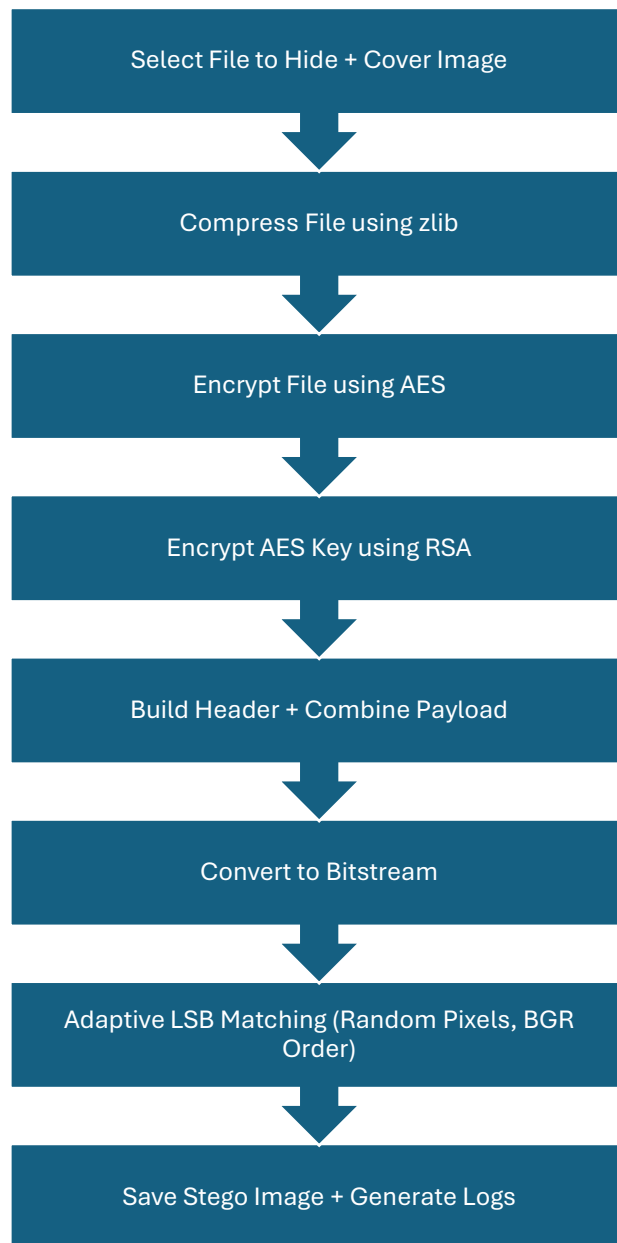 Select File to Hide + Cover Image
Compress File using zlib
Encrypt File using AES
Encrypt AES Key using RSA
Build Header + Combine Payload
Convert to Bitstream
Adaptive LSB Matching (Random Pixels, BGR
Order)
Save Stego Image + Generate Logs